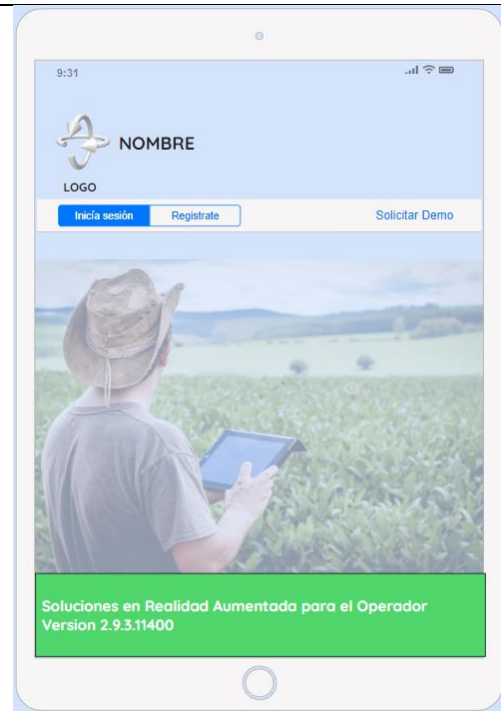 9:31
NOMBRE
LOGO
Inicía sesión
Registrate
Solicitar Demo
Soluciones en Realidad Aumentada para el Operador
Version 2.9.3.11400